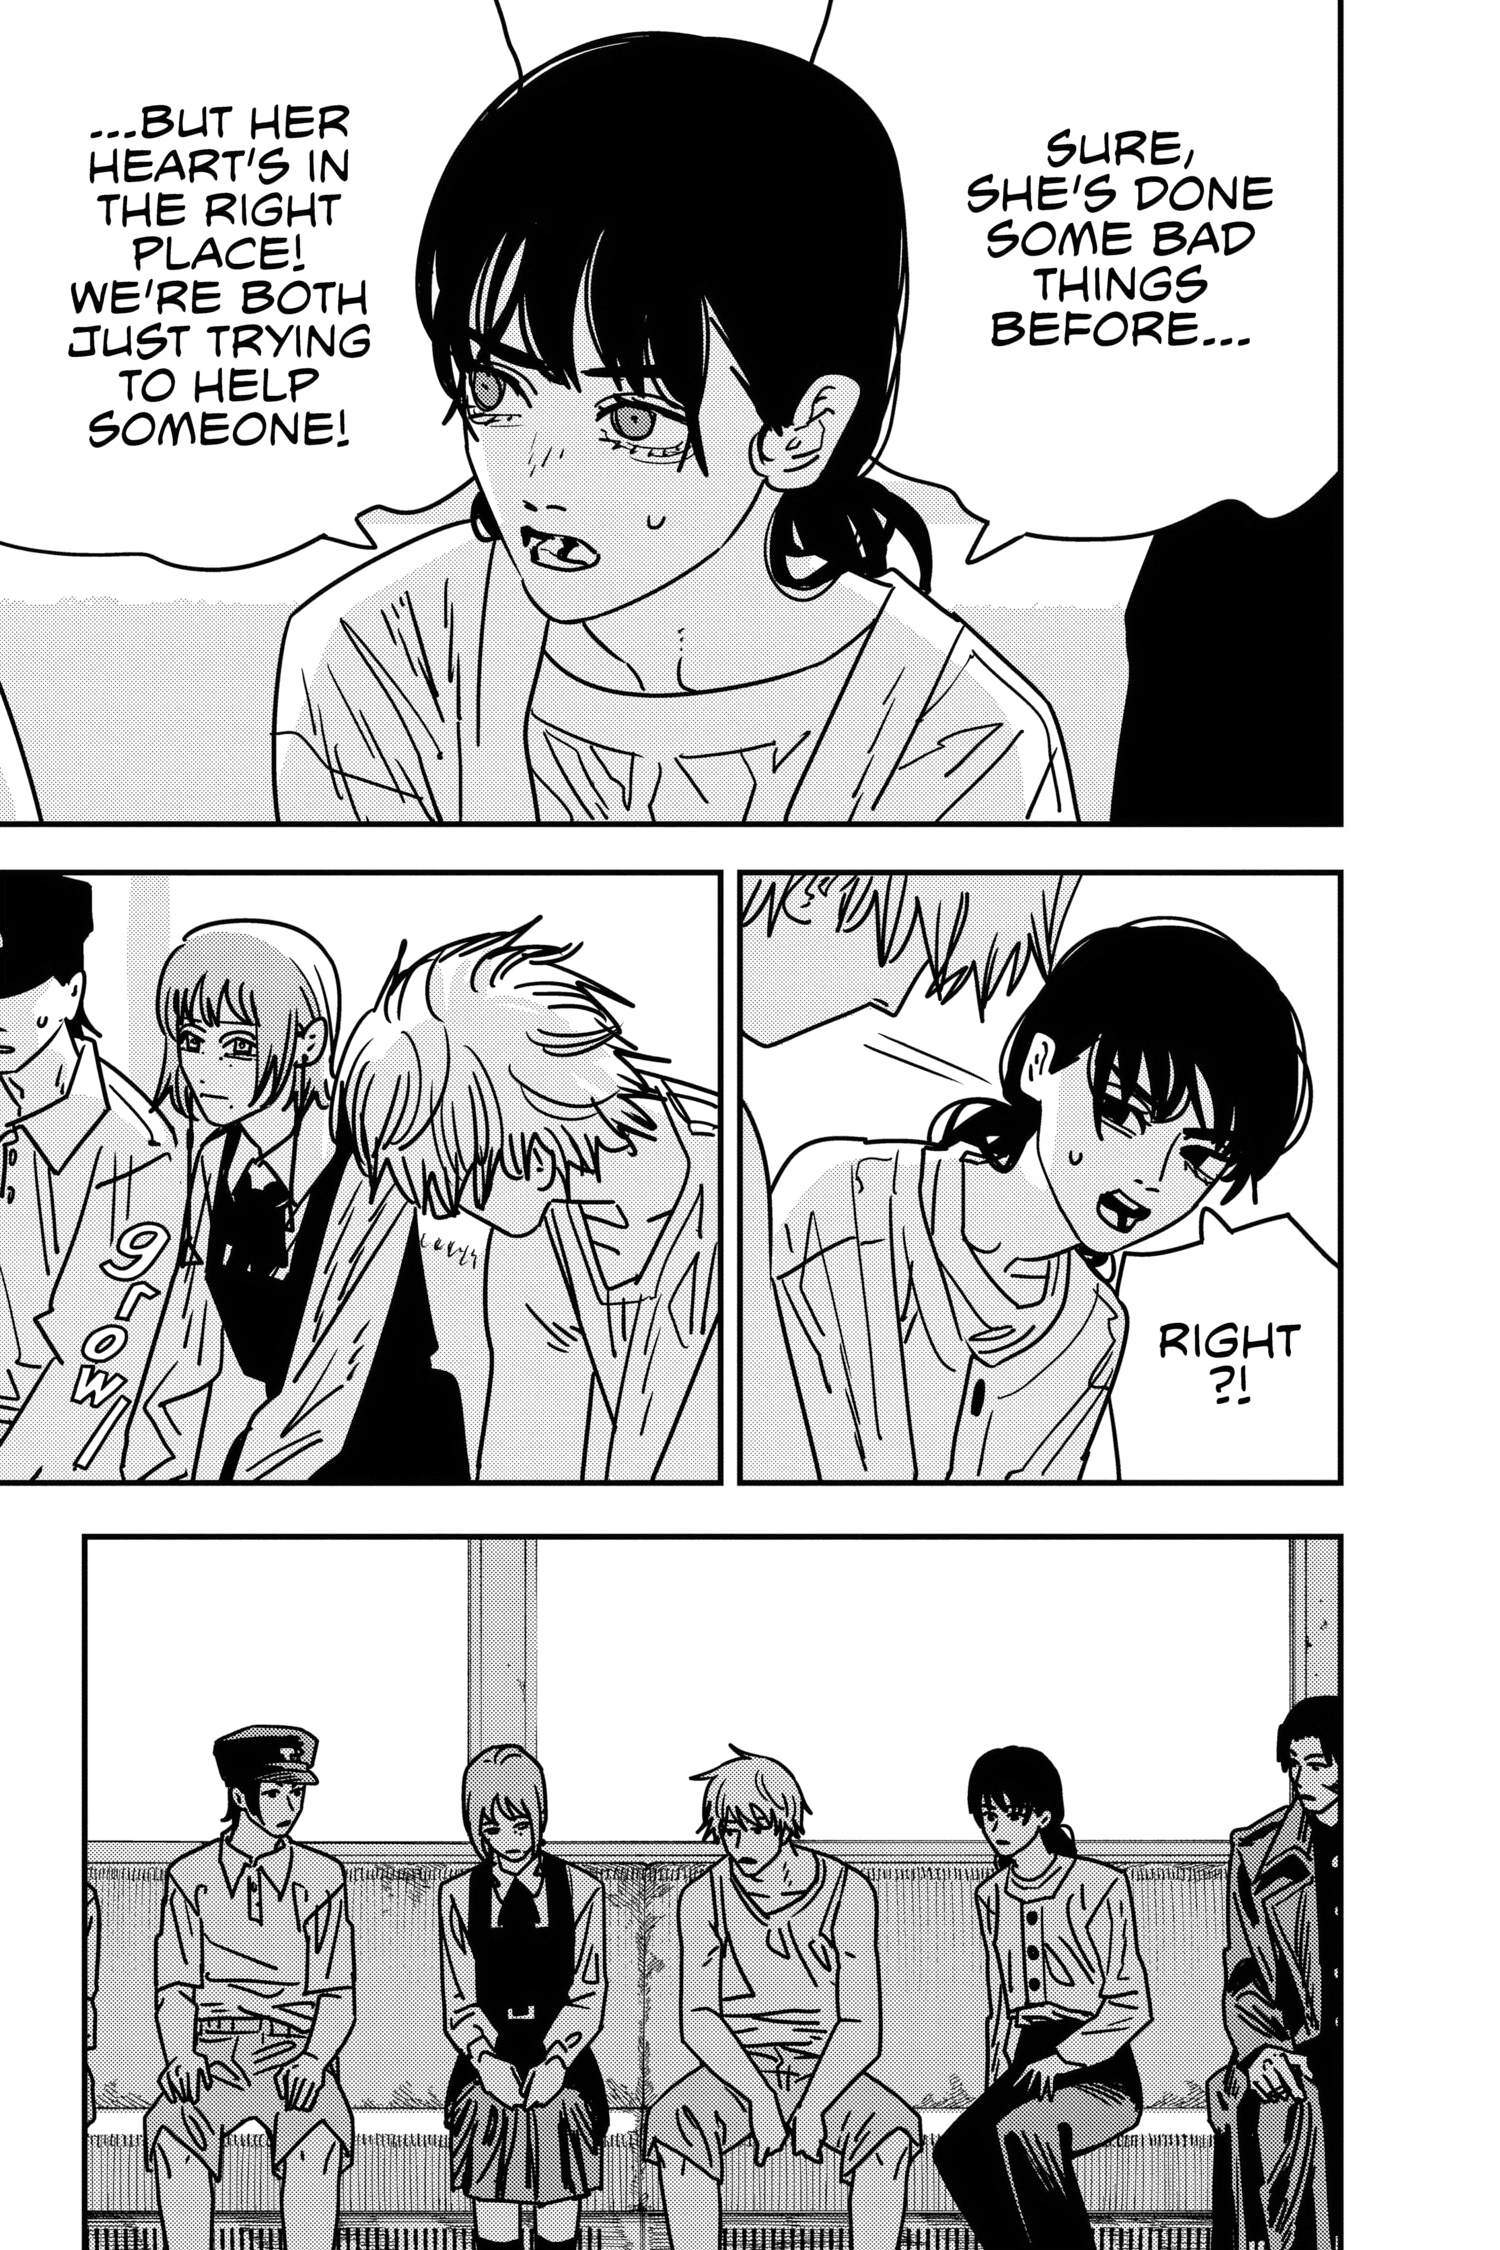 SURE,
SHE'S DONE
SOME BAD
THINGS
BEFORE...
...BUT HER
HEART'S IN
THE RIGHT
PLACE!
WE'RE BOTH
JUST TRYING
TO HELP
SOMEONE!
RIGHT
?!
growl